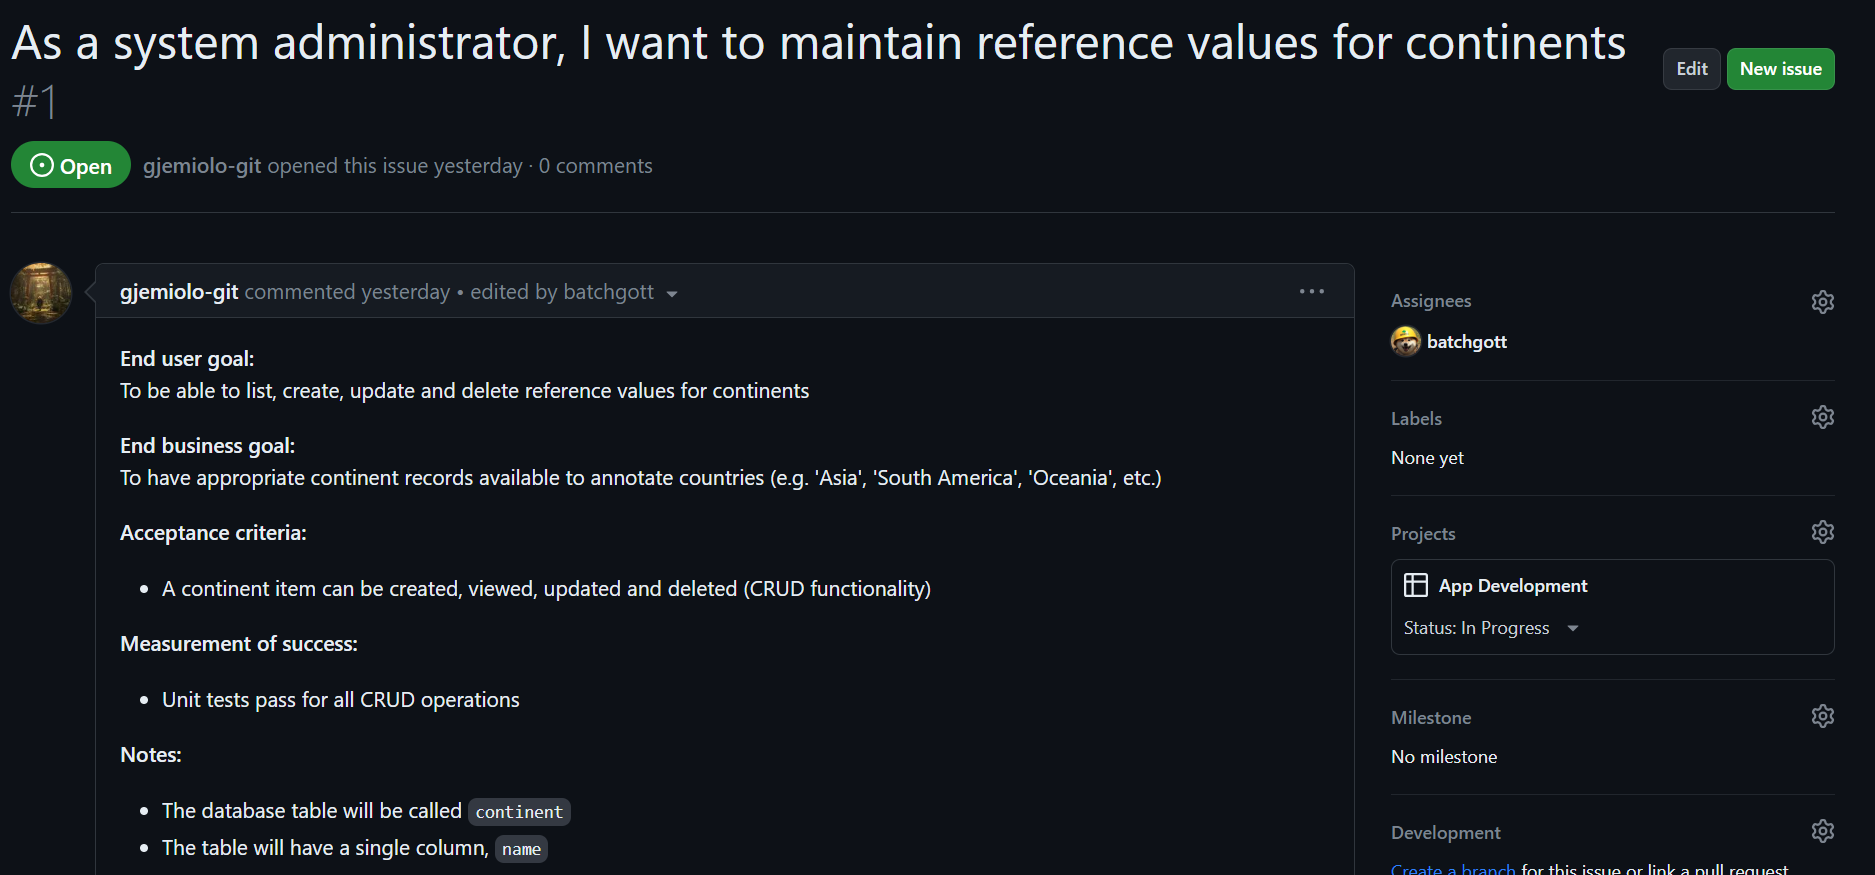 As a system administrator, I want to maintain reference values for continents
#1
Edit
New issue
Open
gjemiolo-git opened this issue yesterday · 0 comments
gjemiolo-git commented yesterday • edited by batchgott
End user goal:
To be able to list, create, update and delete reference values for continents
End business goal:
To have appropriate continent records available to annotate countries (e.g. 'Asia', 'South America', 'Oceania', etc.)
Acceptance criteria:
• A continent item can be created, viewed, updated and deleted (CRUD functionality)
Measurement of success:
• Unit tests pass for all CRUD operations
Notes:
• The database table will be called continent
• The table will have a single column, name
Assignees
batchgott
Labels
None yet
Projects
App Development
Status: In Progress
Milestone
No milestone
Development
Create a branch for this issue or link a pull request